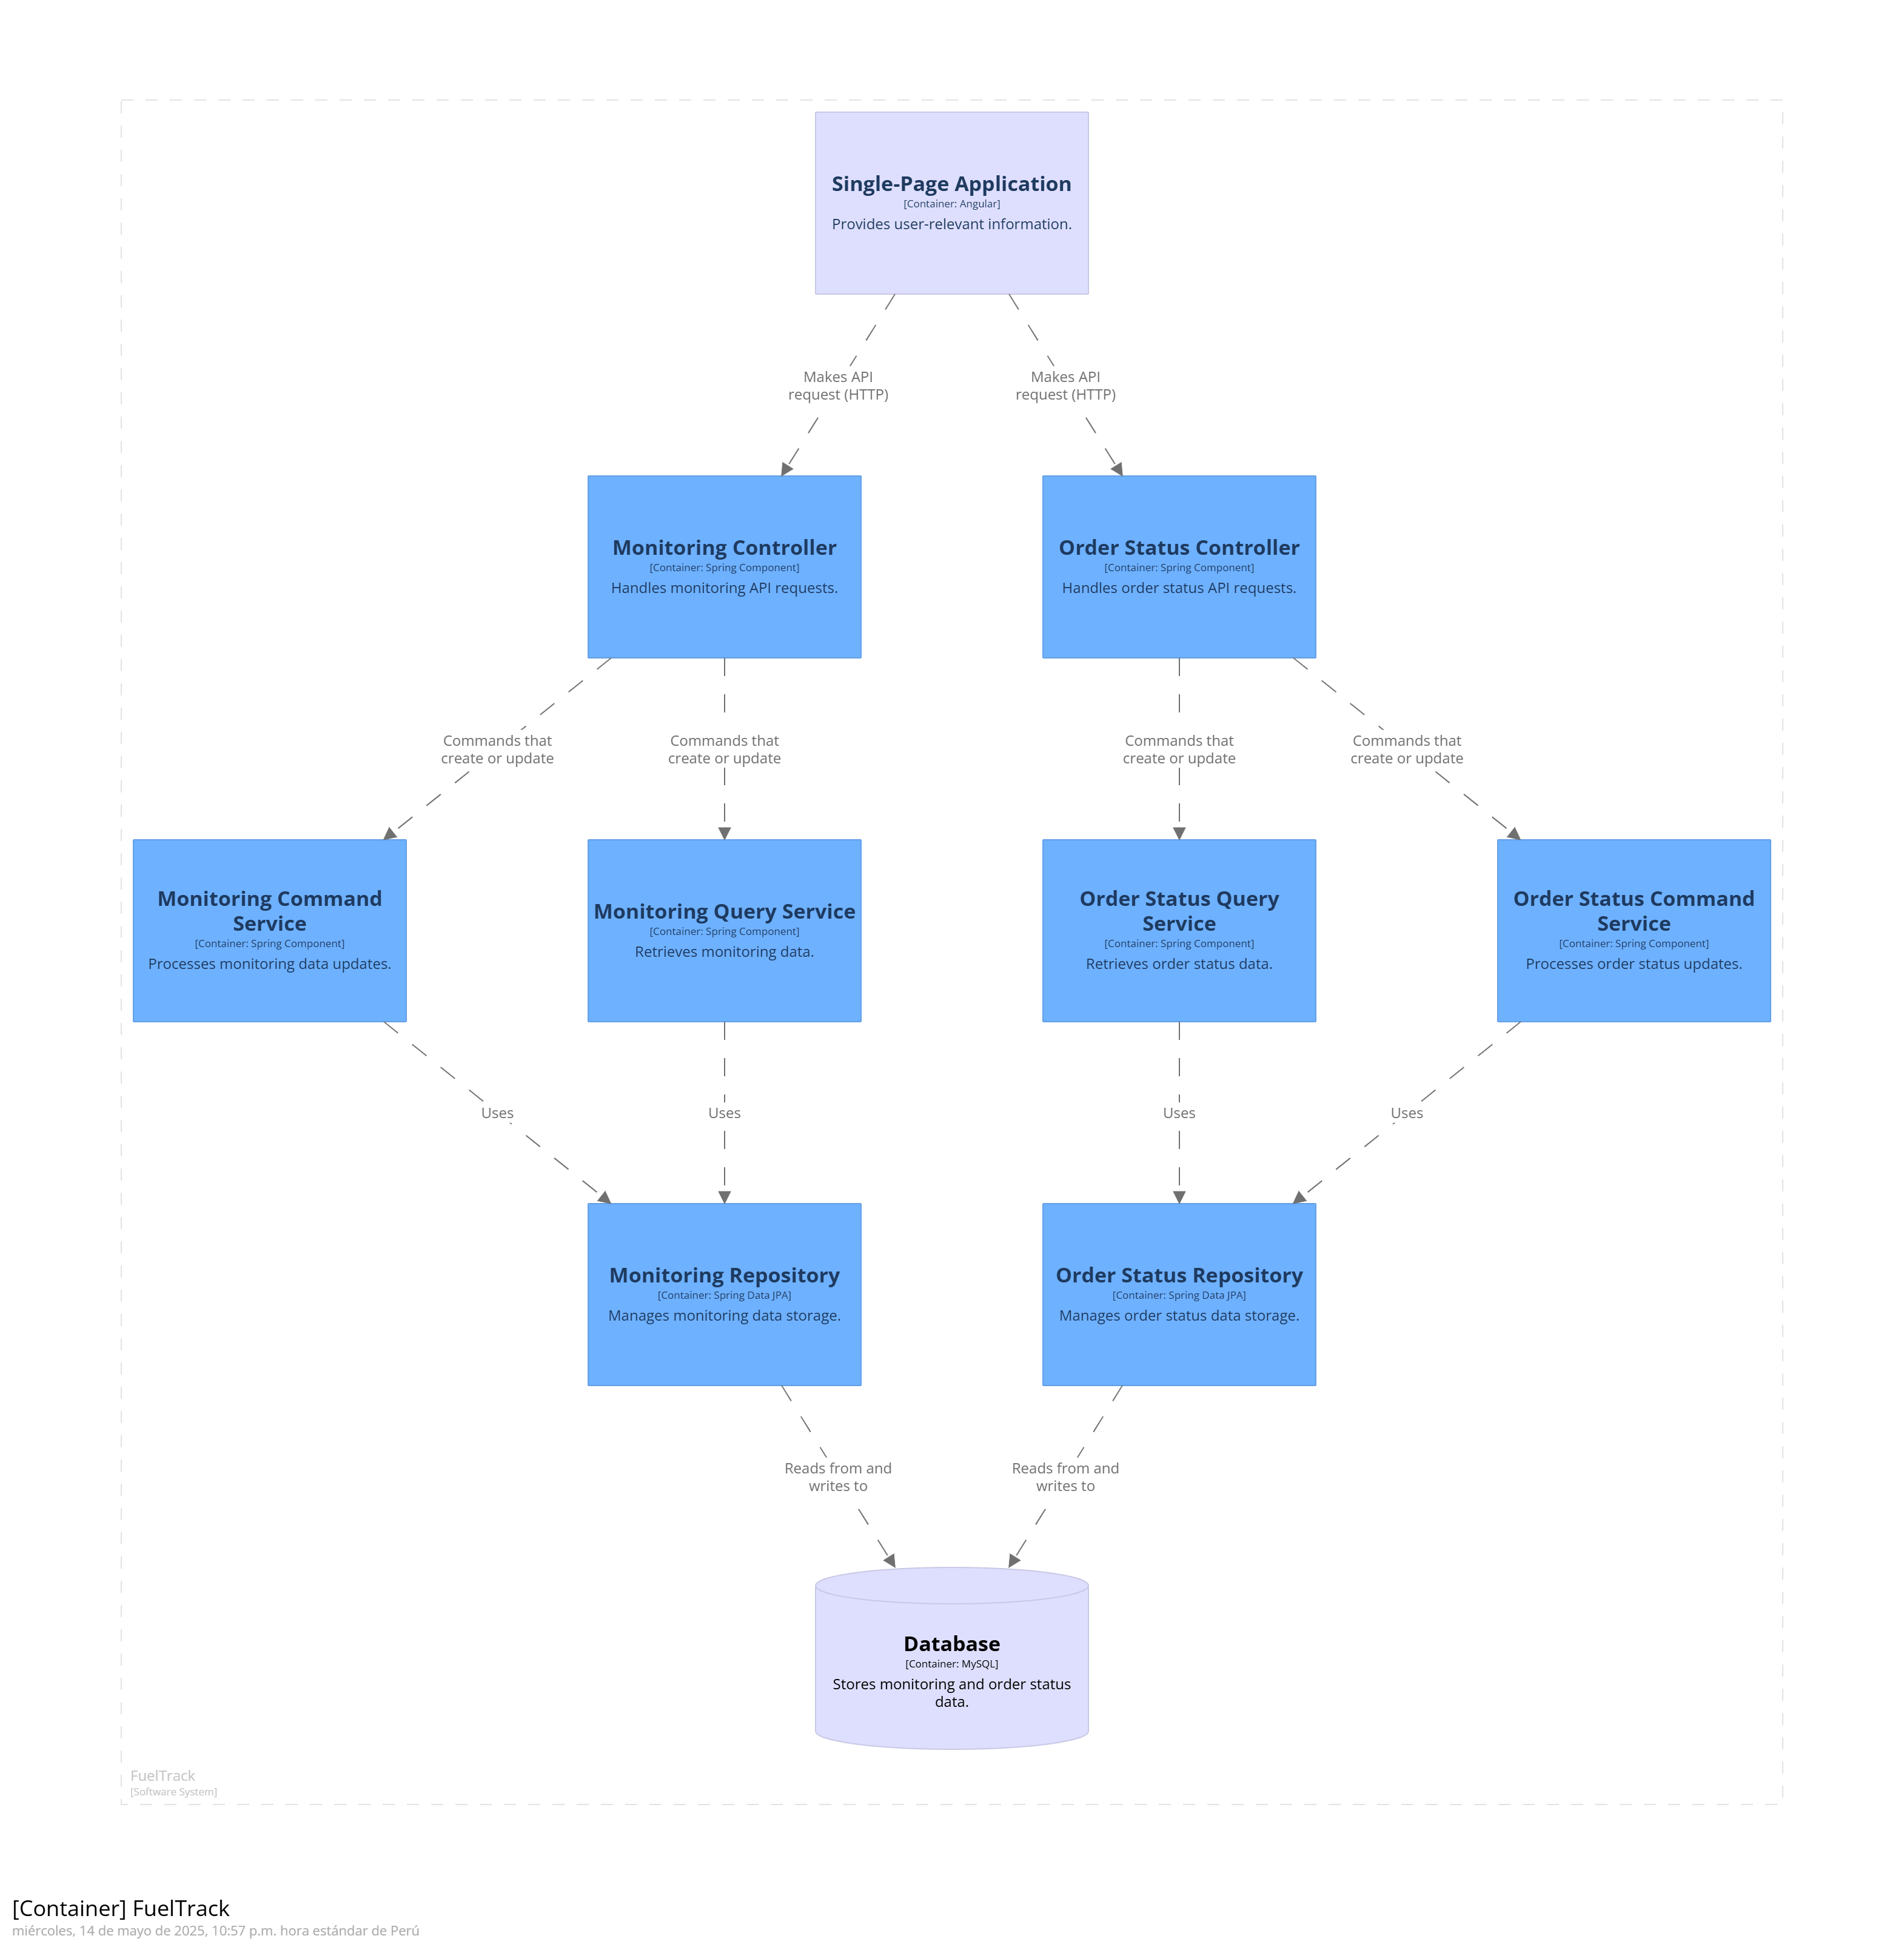 Single-Page Application
[Container: Angular]
Provides user-relevant information.
Makes API
request (HTTP)
Makes API
request (HTTP)
Monitoring Controller
[Container: Spring Component]
Handles monitoring API requests.
Order Status Controller
[Container: Spring Component]
Handles order status API requests.
Commands that
create or update
Commands that
create or update
Commands that
create or update
Commands that
create or update
Monitoring Command
Service
[Container: Spring Component]
Processes monitoring data updates.
Monitoring Query Service
[Container: Spring Component]
Retrieves monitoring data.
Order Status Query
Service
[Container: Spring Component]
Retrieves order status data.
Order Status Command
Service
[Container: Spring Component]
Processes order status updates.
Uses
Uses
Uses
Uses
Monitoring Repository
[Container: Spring Data JPA]
Manages monitoring data storage.
Order Status Repository
[Container: Spring Data JPA]
Manages order status data storage.
Reads from and
writes to
Reads from and
writes to
Database
[Container: MySQL]
Stores monitoring and order status
data.
FuelTrack
[Software System]
[Container] FuelTrack
miércoles, 14 de mayo de 2025, 10:57 p.m. hora estándar de Perú